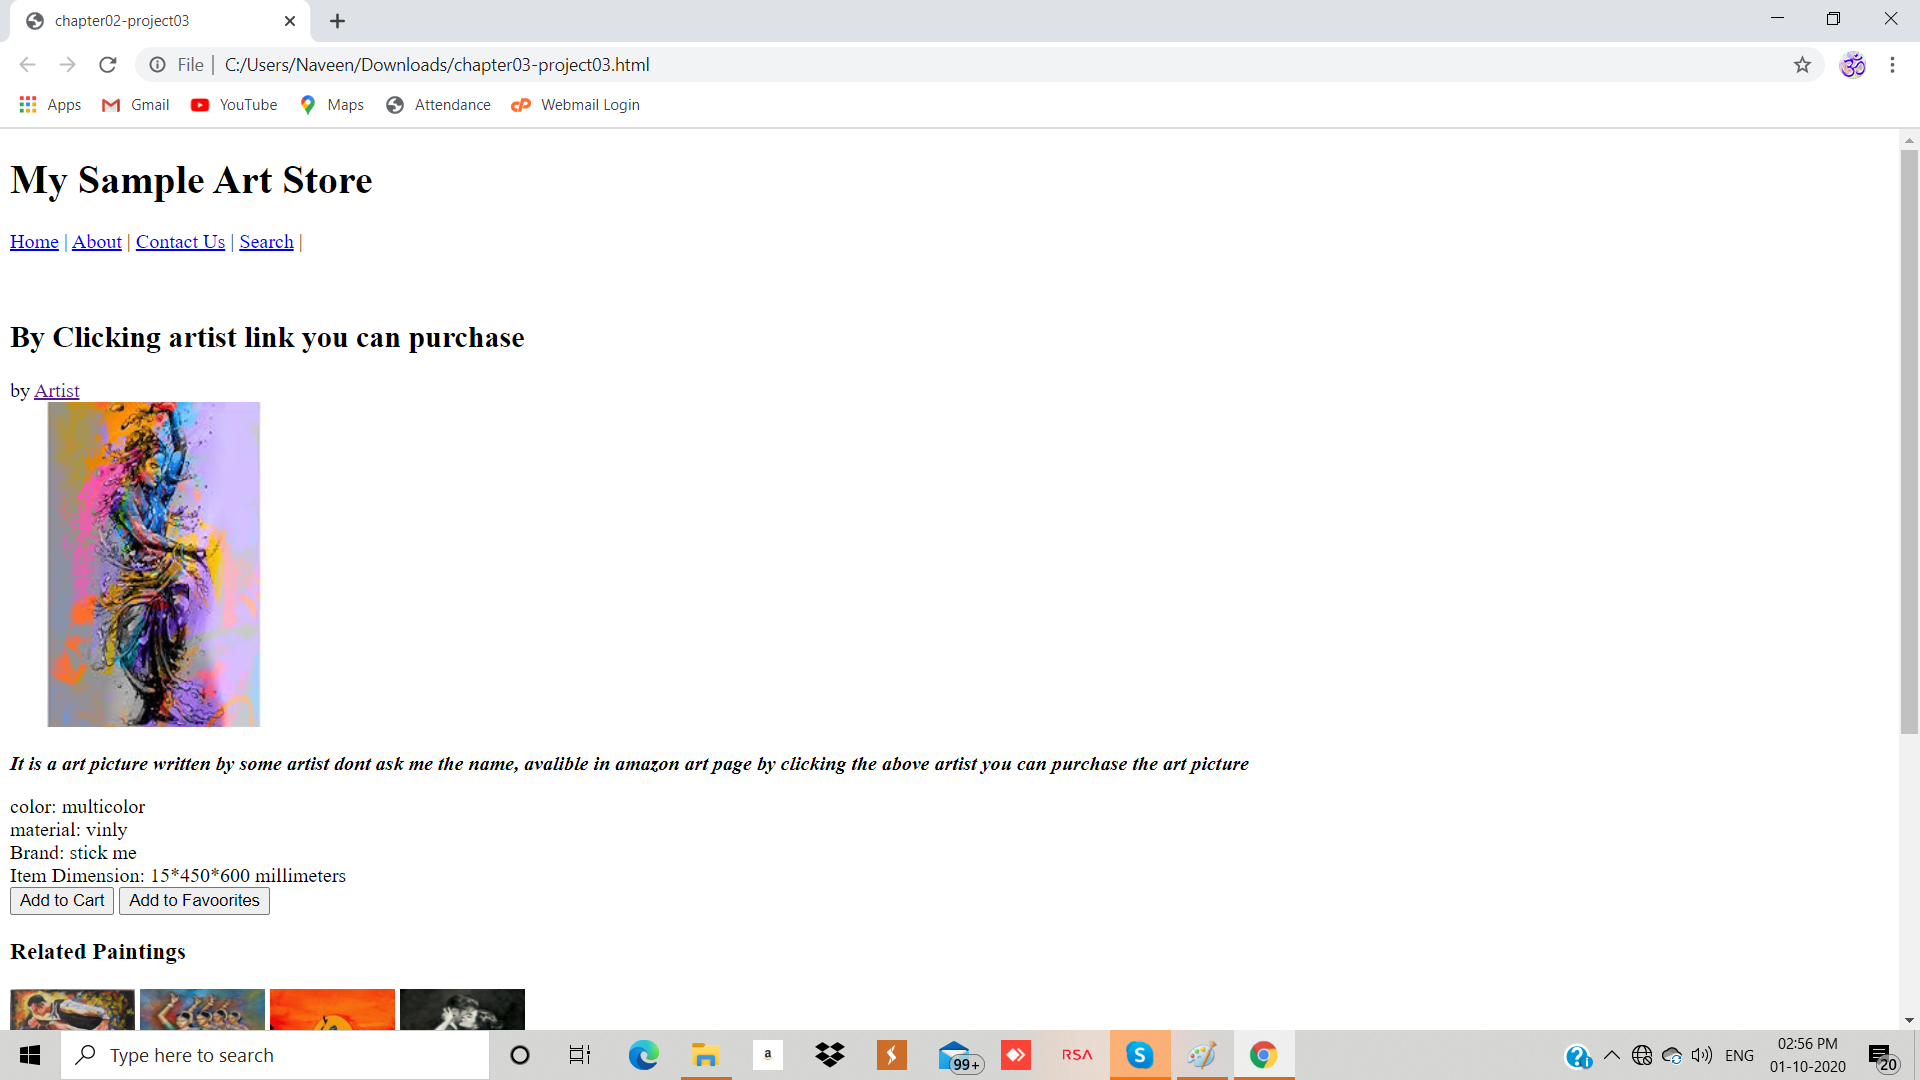 chapter02-project03
File | C:/Users/Naveen/Downloads/chapter03-project03.html
Apps Gmail YouTube Maps Attendance Webmail Login
My Sample Art Store
Home | About | Contact Us | Search |
By Clicking artist link you can purchase
by Artist
It is a art picture written by some artist dont ask me the name, avalible in amazon art page by clicking the above artist you can purchase the art picture
color: multicolor
material: vinly
Brand: stick me
Item Dimension: 15*450*600 millimeters
Add to Cart Add to Favoorites
Related Paintings
Type here to search
a
99+
RSA
S
ENG
02:56 PM
01-10-2020
20